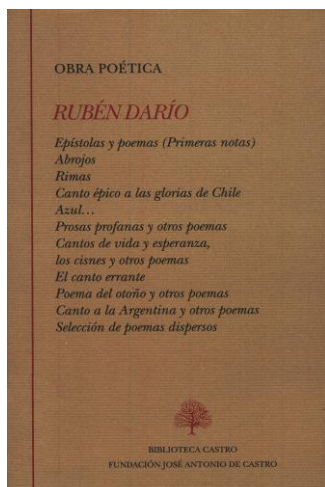 OBRA POÉTICA
RUBÉN DARÍO
Epístolas y poemas (Primeras notas)
Abrojos
Rimas
Canto épico a las glorias de Chile
Azul...
Prosas profanas y otros poemas
Cantos de vida y esperanza,
los cisnes y otros poemas
El canto errante
Poema del otoño y otros poemas
Canto a la Argentina y otros poemas
Selección de poemas dispersos
BIBLIOTECA CASTRO
FUNDACIÓN JOSÉ ANTONIO DE CASTRO